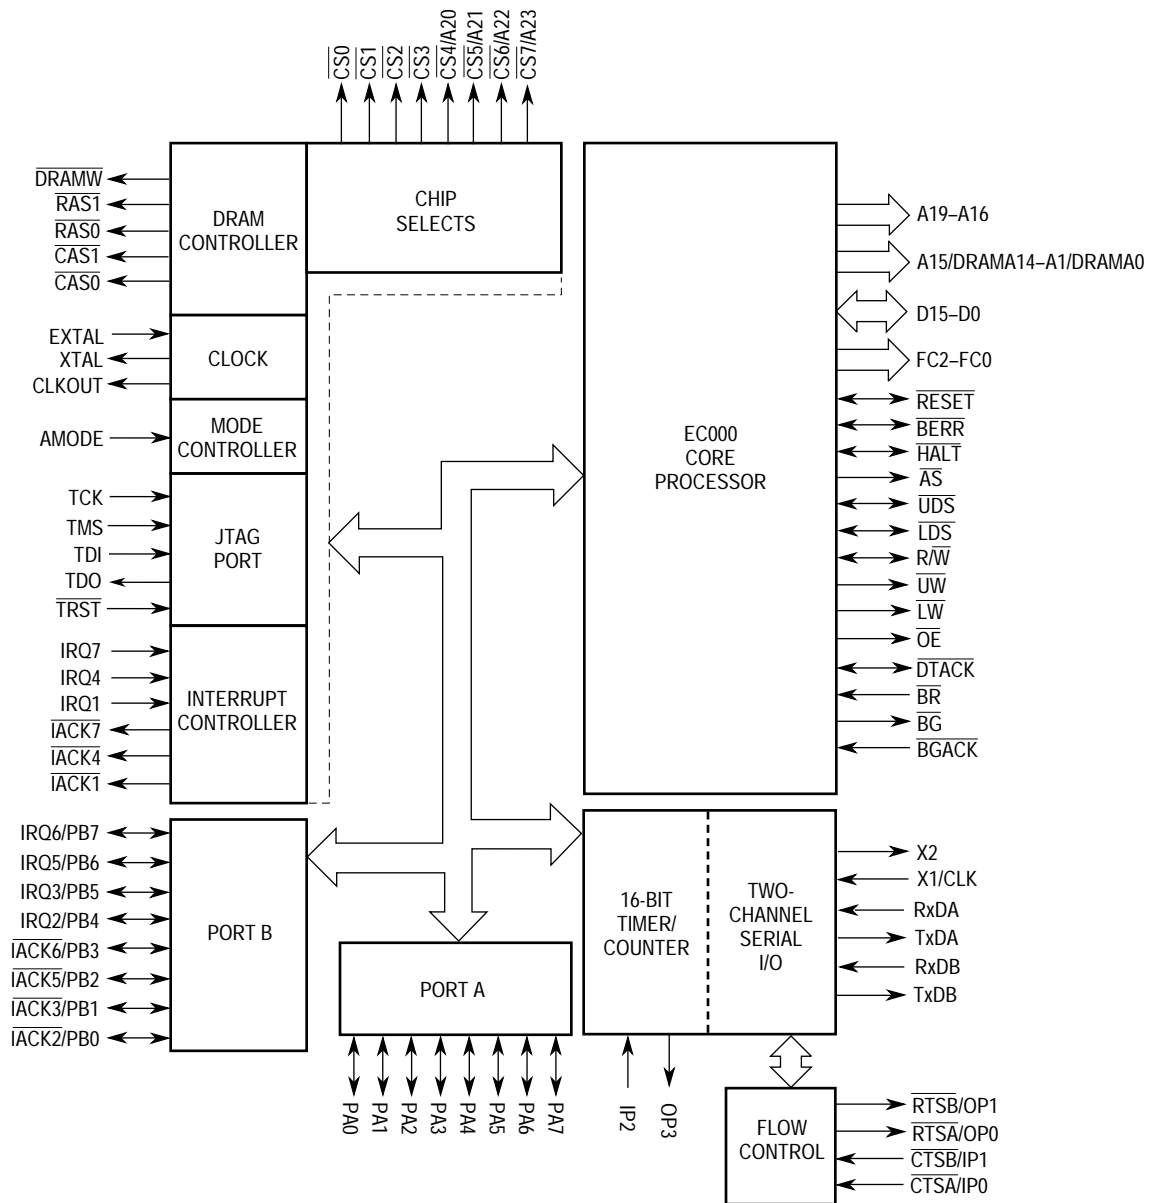 CS0
CS1
CS2
CS3
CS4/A20
CS5/A21
CS6/A22
CS7/A23
DRAMW
RAS1
RAS0
CAS1
CAS0
DRAM
CONTROLLER
CHIP
SELECTS
EXTAL
XTAL
CLKOUT
CLOCK
AMODE
MODE
CONTROLLER
TCK
TMS
TDI
TDO
TRST
JTAG
PORT
IRQ7
IRQ4
IRQ1
IACK7
IACK4
IACK1
INTERRUPT
CONTROLLER
EC000
CORE
PROCESSOR
A19–A16
A15/DRAMA14–A1/DRAMA0
D15–D0
FC2–FC0
RESET
BERR
HALT
AS
UDS
LDS
R/W
UW
LW
OE
DTACK
BR
BG
BGACK
IRQ6/PB7
IRQ5/PB6
IRQ3/PB5
IRQ2/PB4
IACK6/PB3
IACK5/PB2
IACK3/PB1
IACK2/PB0
PORT B
PORT A
PA0
PA1
PA2
PA3
PA4
PA5
PA6
PA7
16-BIT
TIMER/
COUNTER
TWO-
CHANNEL
SERIAL
I/O
X2
X1/CLK
RxDA
TxDA
RxDB
TxDB
IP2
OP3
FLOW
CONTROL
RTSB/OP1
RTSA/OP0
CTSB/IP1
CTSA/IP0